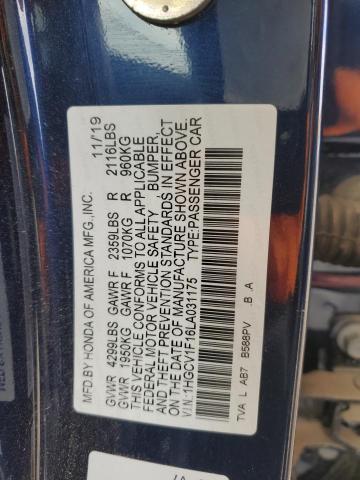 MFD.BY HONDA OF AMERICA MFG.,INC. 11/19
GVWR 4299LBS GAWR F 2359LBS R 2116LBS
GVWR 1950KG GAWR F 1070KG R 960KG
THIS VEHICLE CONFORMS TO ALL APPLICABLE
FEDERAL MOTOR VEHICLE SAFETY, BUMPER,
AND THEFT PREVENTION STANDARDS IN EFFECT
ON THE DATE OF MANUFACTURE SHOWN ABOVE.
V.I.N:1HGCV1F16LA031175 TYPE:PASSENGER CAR
TVA L AB7 B588PV .B .A